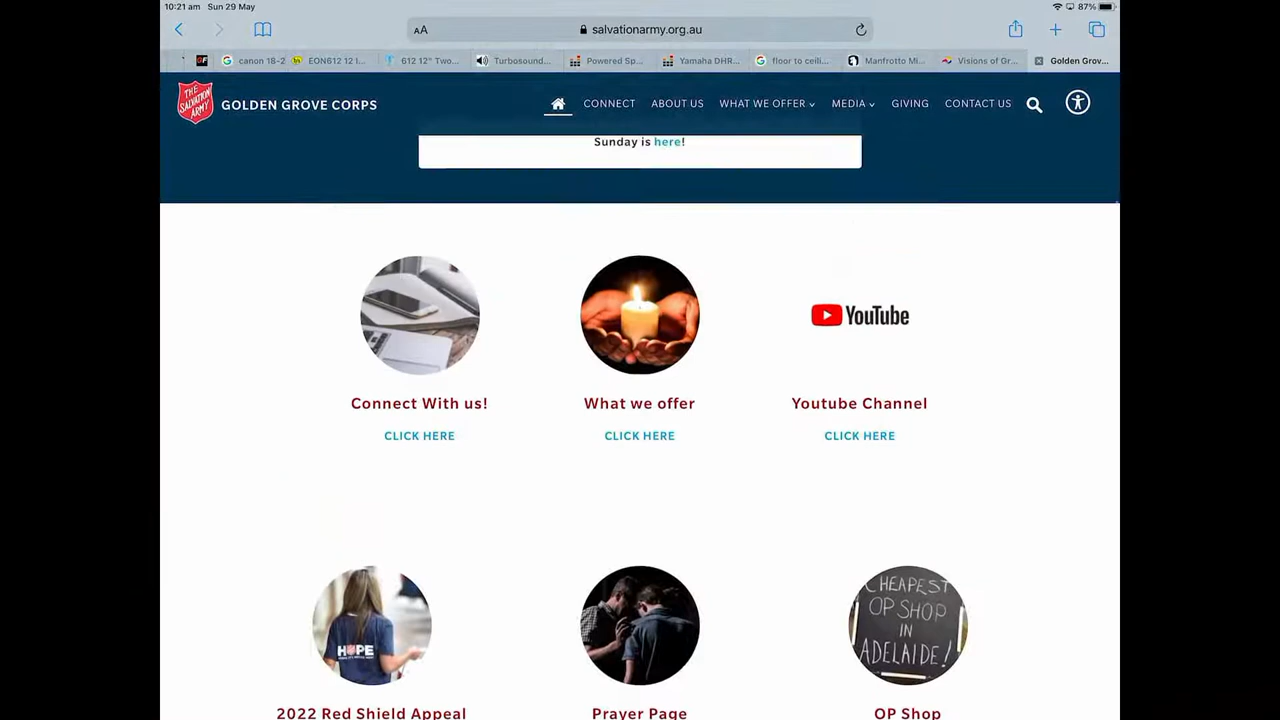 10:21 am Sun 29 May
87%
AA
salvationarmy.org.au
canon 18-2
EON612 12 I...
612 12" Two...
Turbosound...
Powered Sp...
Yamaha DHR...
floor to ceili...
Manfrotto Mi...
Visions of Gr...
Golden Grov...
THE SALVATION ARMY
GOLDEN GROVE CORPS
CONNECT
ABOUT US
WHAT WE OFFER
MEDIA
GIVING
CONTACT US
Sunday is here!
YouTube
Connect With us!
What we offer
Youtube Channel
CLICK HERE
CLICK HERE
CLICK HERE
HOPE
CHEAPEST
OP SHOP
IN
ADELAIDE!
2022 Red Shield Appeal
Prayer Page
OP Shop